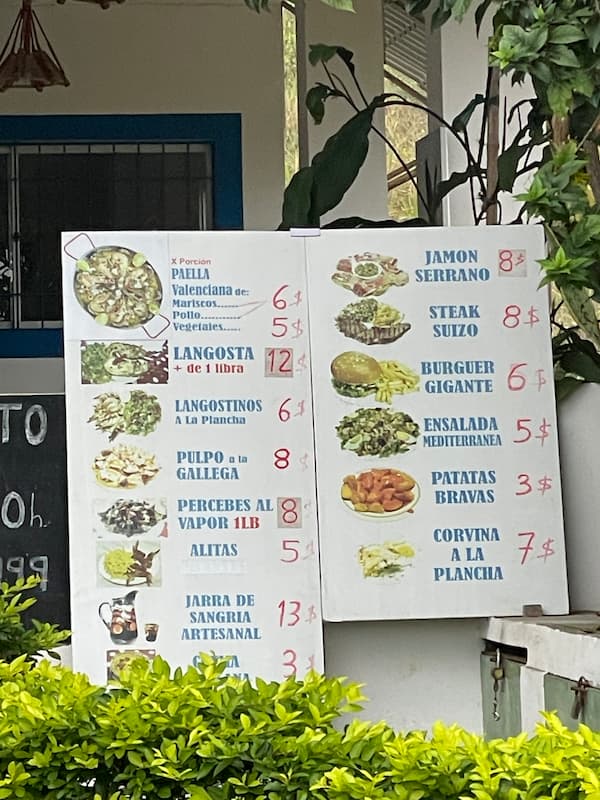 X Porción
PAELLA
Valenciana de:
Mariscos......... 6$
Pollo...............
Vegetales..... 5$
LANGOSTA 12$
+ de 1 libra
LANGOSTINOS 6$
A La Plancha
PULPO a la 8
GALLEGA
PERCEBES AL 8
VAPOR 1LB
ALITAS 5
JARRA DE
SANGRIA 13$
ARTESANAL
3$
JAMON 8$
SERRANO
STEAK 8$
SUIZO
BURGUER 6$
GIGANTE
ENSALADA 5$
MEDITERRANEA
PATATAS 3$
BRAVAS
CORVINA 7$
A LA
PLANCHA
TO
0h
99